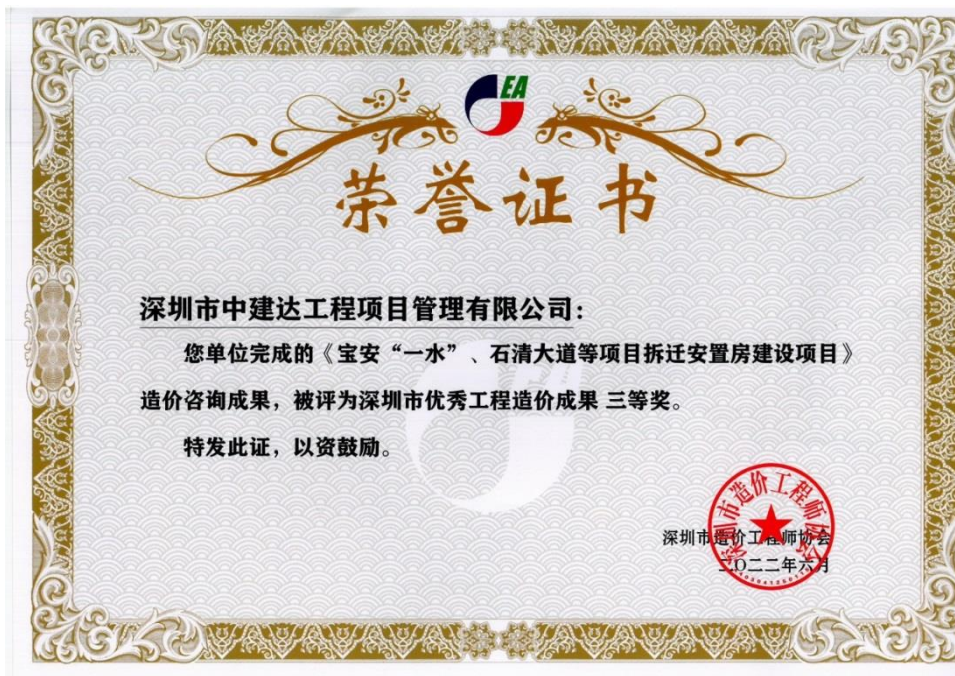 EA
荣誉证书
深圳市中建达工程项目管理有限公司：
您单位完成的《宝安“一水”、石清大道等项目拆迁安置房建设项目》
造价咨询成果，被评为深圳市优秀工程造价成果 三等奖。
特发此证，以资鼓励。
深圳市造价工程师协会
深圳市造价工程师协会
二〇二二年六月